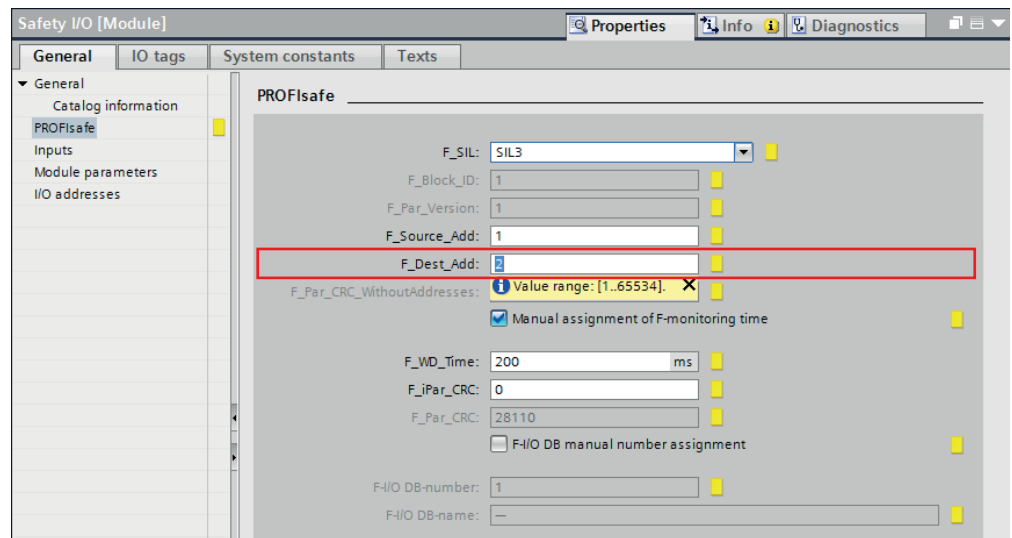 Safety I/O [Module]
Properties
Info
Diagnostics
General
IO tags
System constants
Texts
General
Catalog information
PROFIsafe
Inputs
Module parameters
I/O addresses
PROFIsafe
F_SIL: SIL3
F_Block_ID: 1
F_Par_Version: 1
F_Source_Add: 1
F_Dest_Add: 2
F_Par_CRC_WithoutAddresses:
Value range: [1..65534]. X
Manual assignment of F-monitoring time
F_WD_Time: 200 ms
F_iPar_CRC: 0
F_Par_CRC: 28110
F-I/O DB manual number assignment
F-I/O DB-number: 1
F-I/O DB-name: —